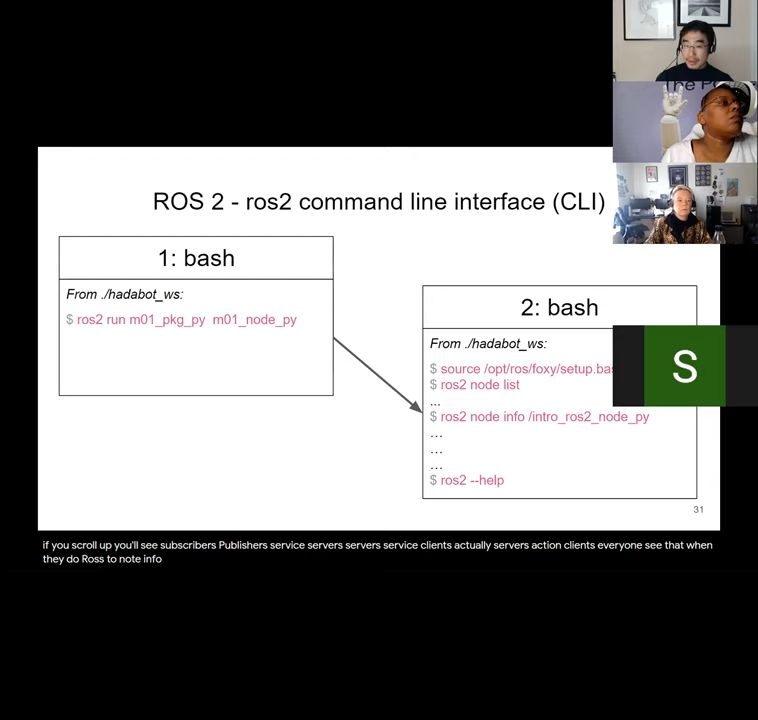 The P
ROS 2 - ros2 command line interface (CLI)
1: bash
From ./hadabot_ws:
$ ros2 run m01_pkg_py  m01_node_py
2: bash
From ./hadabot_ws:
$ source /opt/ros/foxy/setup.bas
$ ros2 node list
...
$ ros2 node info /intro_ros2_node_py
…
…
…
$ ros2 --help
S
31
if you scroll up you'll see subscribers Publishers service servers servers service clients actually servers action clients everyone see that when
they do Ross to note info